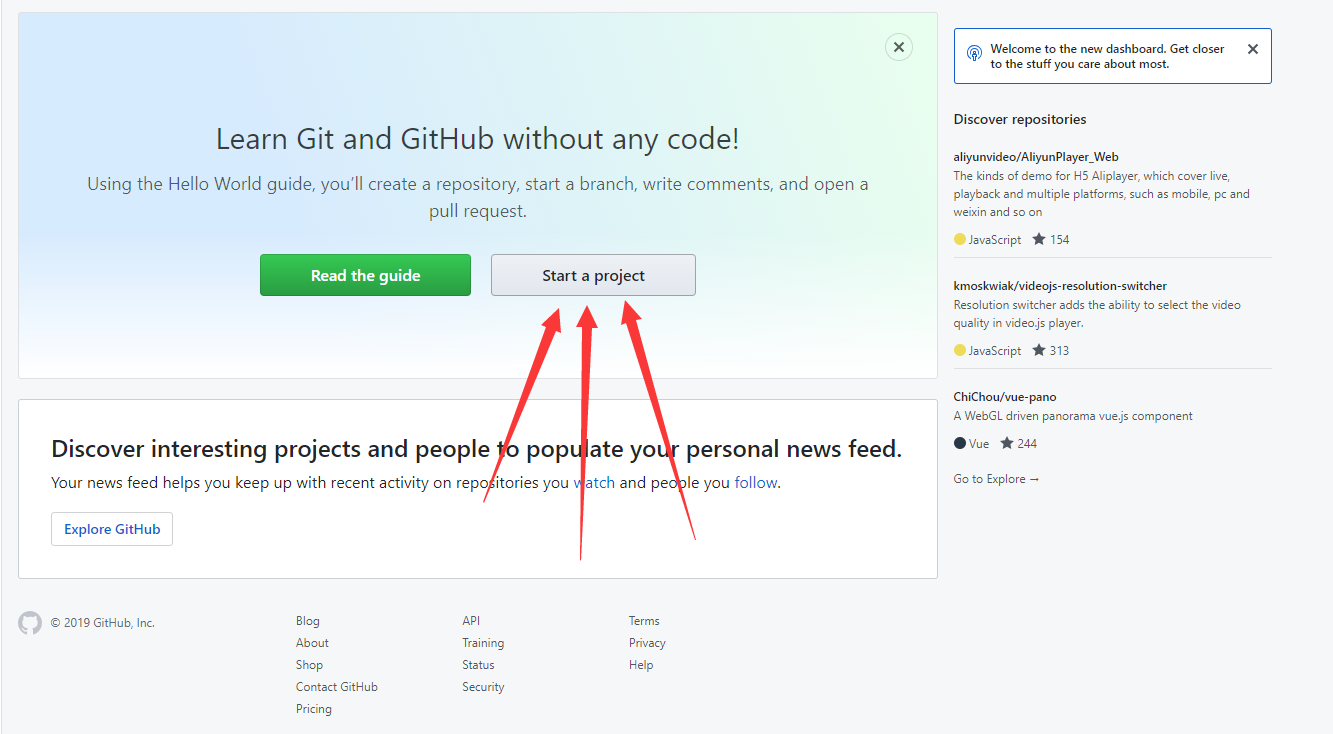 Learn Git and GitHub without any code!
Using the Hello World guide, you’ll create a repository, start a branch, write comments, and open a
pull request.
Read the guide
Start a project
Discover interesting projects and people to populate your personal news feed.
Your news feed helps you keep up with recent activity on repositories you watch and people you follow.
Explore GitHub
Welcome to the new dashboard. Get closer
to the stuff you care about most.
Discover repositories
aliyunvideo/AliyunPlayer_Web
The kinds of demo for H5 Aliplayer, which cover live,
playback and multiple platforms, such as mobile, pc and
weixin and so on
JavaScript ★ 154
kmoskwiak/videojs-resolution-switcher
Resolution switcher adds the ability to select the video
quality in video.js player.
JavaScript ★ 313
ChiChou/vue-pano
A WebGL driven panorama vue.js component
Vue ★ 244
Go to Explore →
© 2019 GitHub, Inc.
Blog
About
Shop
Contact GitHub
Pricing
API
Training
Status
Security
Terms
Privacy
Help